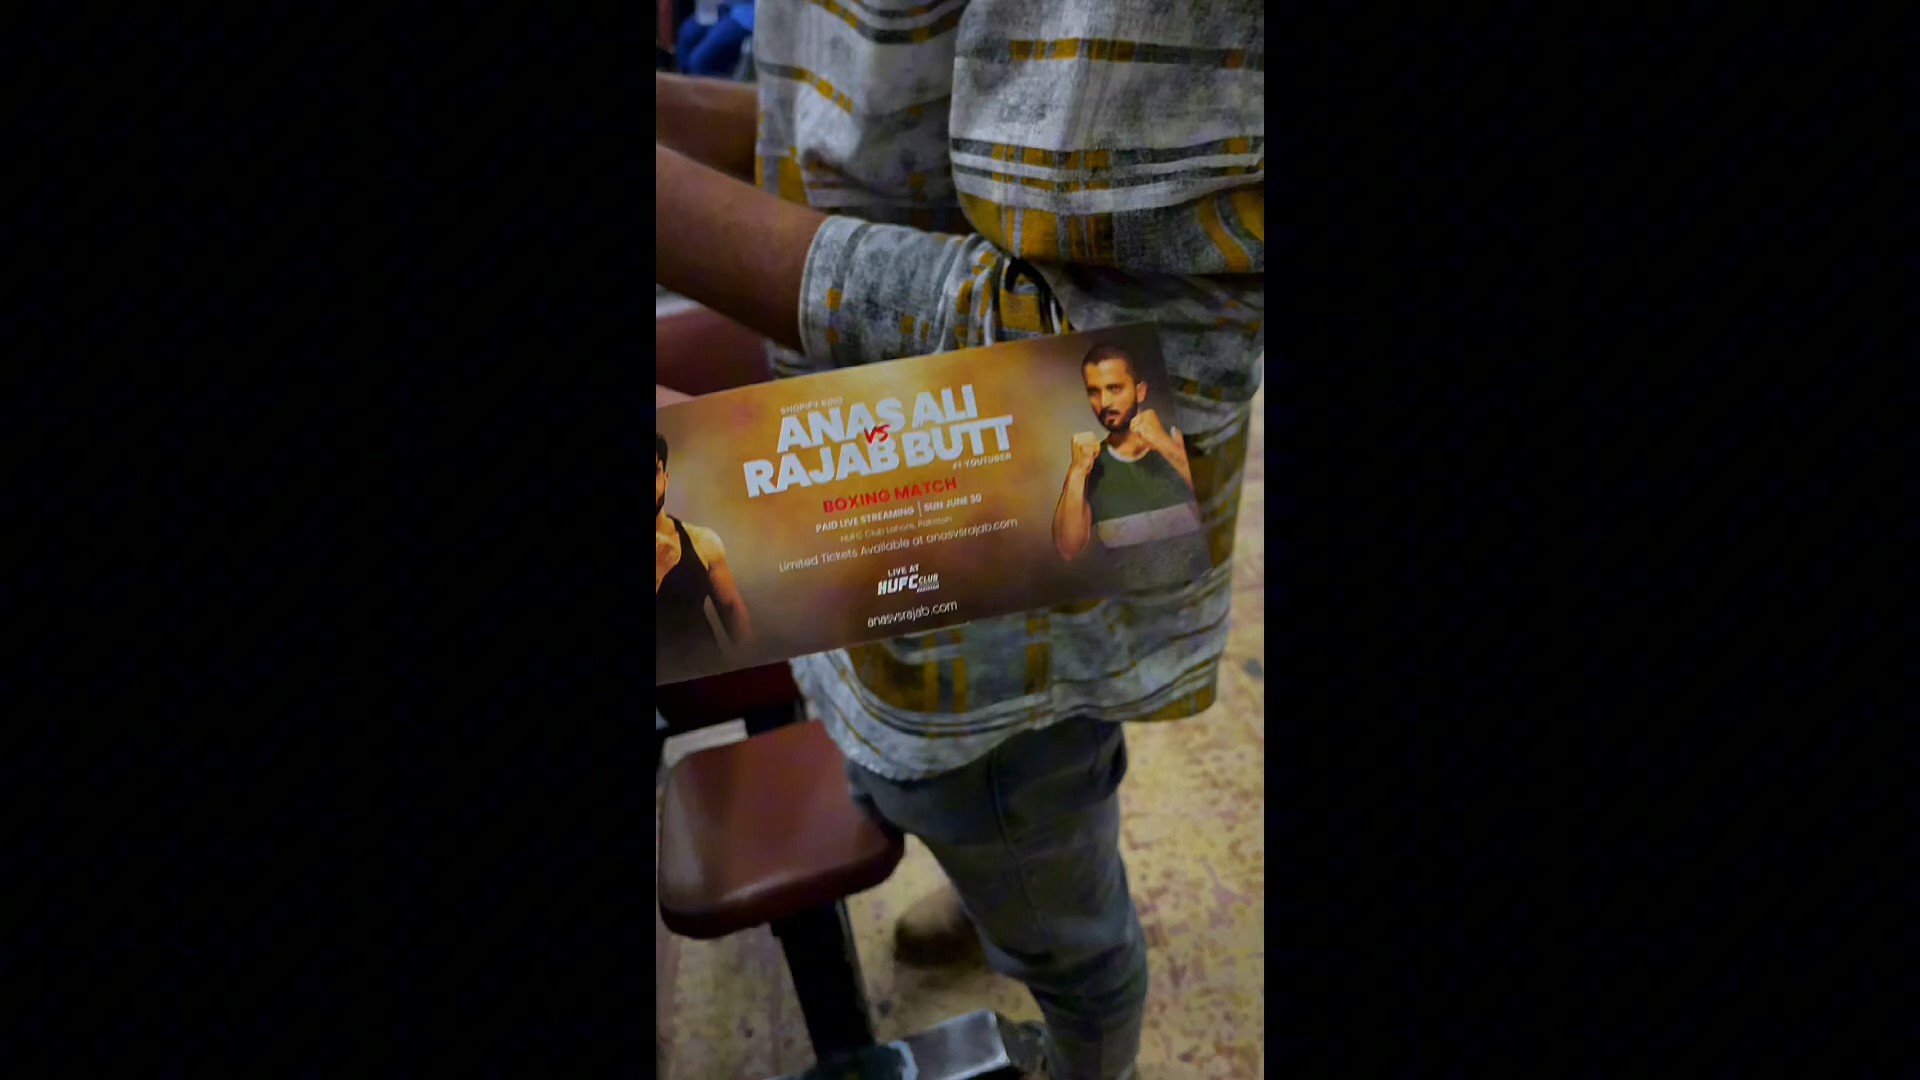 SHOPIFY KING
ANAS ALI
VS
RAJAB BUTT
#1 YOUTUBER
BOXING MATCH
PAID LIVE STREAMING | SUN JUNE 30
HUFC Club Lahore, Pakistan
Limited Tickets Available at anasvsrajab.com
LIVE AT
HUFC CLUB
anasvsrajab.com